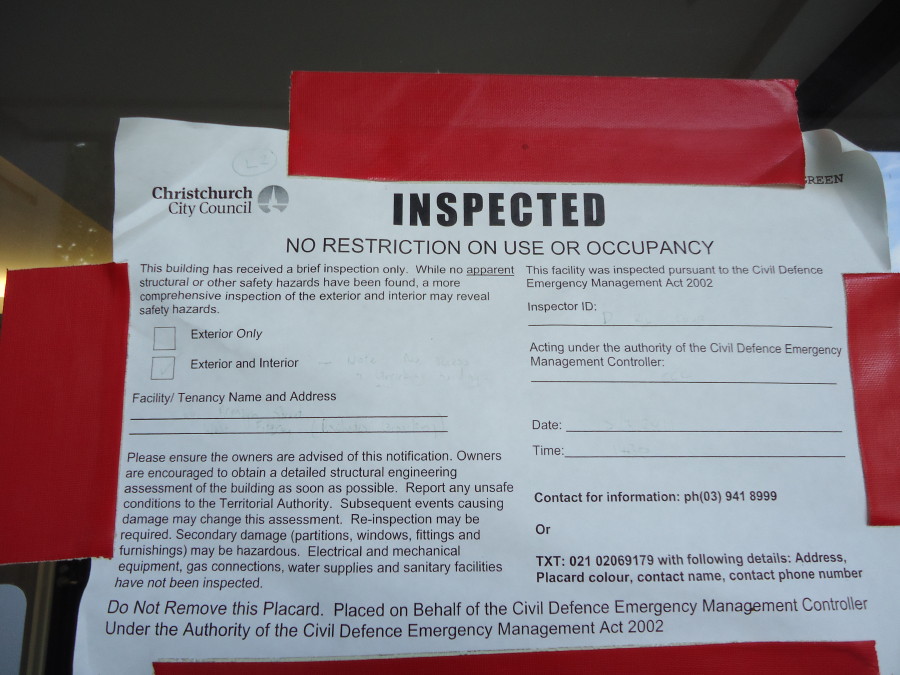 GREEN
Christchurch
City Council
INSPECTED
NO RESTRICTION ON USE OR OCCUPANCY
This building has received a brief inspection only. While no apparent
structural or other safety hazards have been found, a more
comprehensive inspection of the exterior and interior may reveal
safety hazards.
Exterior Only
Exterior and Interior
Facility/ Tenancy Name and Address
Please ensure the owners are advised of this notification. Owners
are encouraged to obtain a detailed structural engineering
assessment of the building as soon as possible. Report any unsafe
conditions to the Territorial Authority. Subsequent events causing
damage may change this assessment. Re-inspection may be
required. Secondary damage (partitions, windows, fittings and
furnishings) may be hazardous. Electrical and mechanical
equipment, gas connections, water supplies and sanitary facilities
have not been inspected.
This facility was inspected pursuant to the Civil Defence
Emergency Management Act 2002
Inspector ID:
Acting under the authority of the Civil Defence Emergency
Management Controller:
Date:
Time:
Contact for information: ph(03) 941 8999
Or
TXT: 021 02069179 with following details: Address,
Placard colour, contact name, contact phone number
Do Not Remove this Placard. Placed on Behalf of the Civil Defence Emergency Management Controller
Under the Authority of the Civil Defence Emergency Management Act 2002